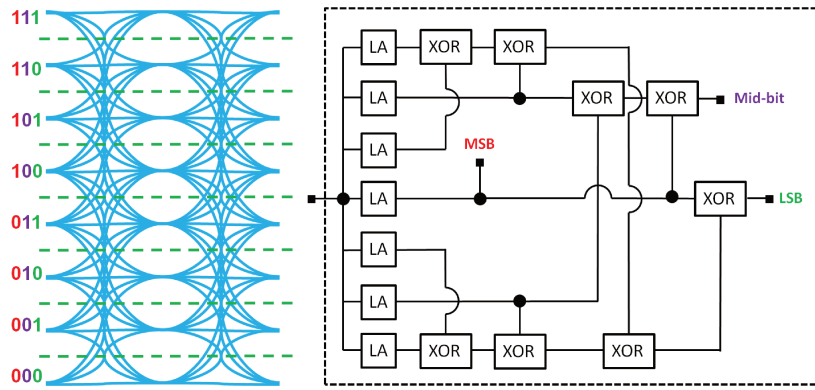 111
110
101
100
011
010
001
000
LA XOR XOR
LA XOR XOR Mid-bit
LA
MSB
LA XOR LSB
LA
LA
LA XOR XOR XOR